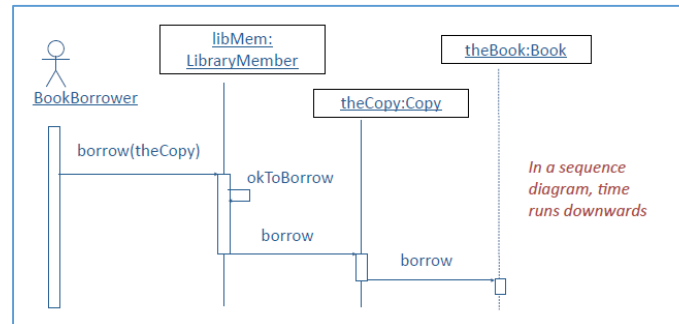 libMem:
LibraryMember
theBook:Book
BookBorrower
theCopy:Copy
borrow(theCopy)
okToBorrow
In a sequence
diagram, time
runs downwards
borrow
borrow